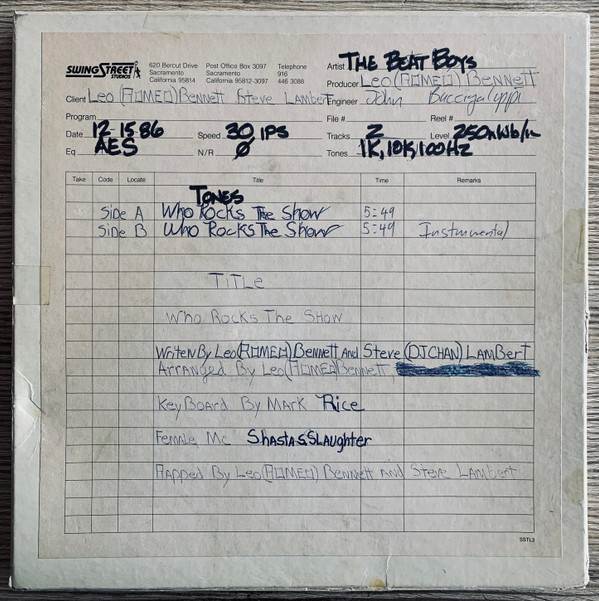 SWINGSTREET STUDIOS
620 Bercut Drive Sacramento California 95814
Post Office Box 3097 Sacramento California 95812-3097
Telephone 916 446 3088
Artist THE BEAT BOYS
Producer Leo (ROMEO) Bennett
Client Leo (ROMEO) Bennett Steve Lambert
Engineer John Buccigaluppi
Program
File # Reel #
Date 12-15-86 Speed 30 IPS Tracks 2 Level 250nWb/m
Eq AES N/R Ø Tones 1K, 10K, 100Hz
Take Code Locate Title Time Remarks
TONES
Side A Who Rocks The Show 5:49
Side B Who Rocks The Show 5:49 Instrumental
TiTLe
Who Rocks The Show
Writen By Leo (ROMEO) Bennett And Steve (DJ CHAN) LamBert
Arranged By Leo (ROMEO) Bennett
KeyBoard By Mark Rice
Female Mc Shasta Slaughter
Rapped By Leo (ROMEO) Bennett and Steve Lambert
SSTL3